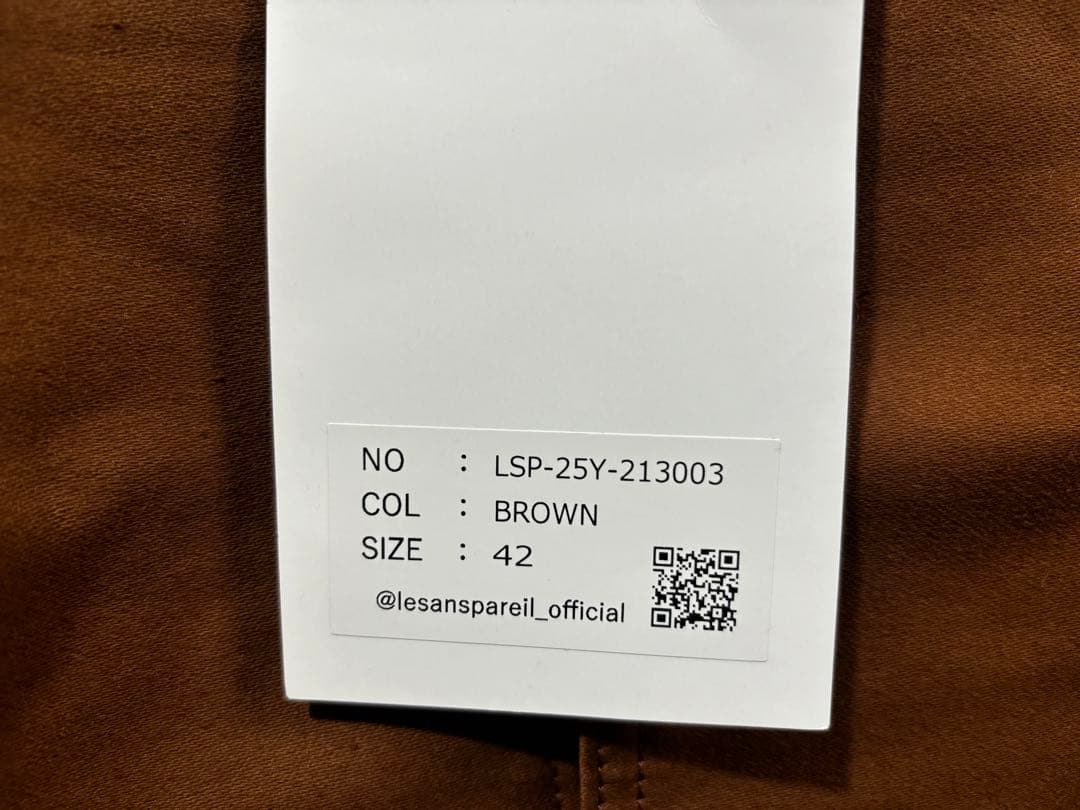 NO : LSP-25Y-213003
COL : BROWN
SIZE : 42
@lesanspareil_official